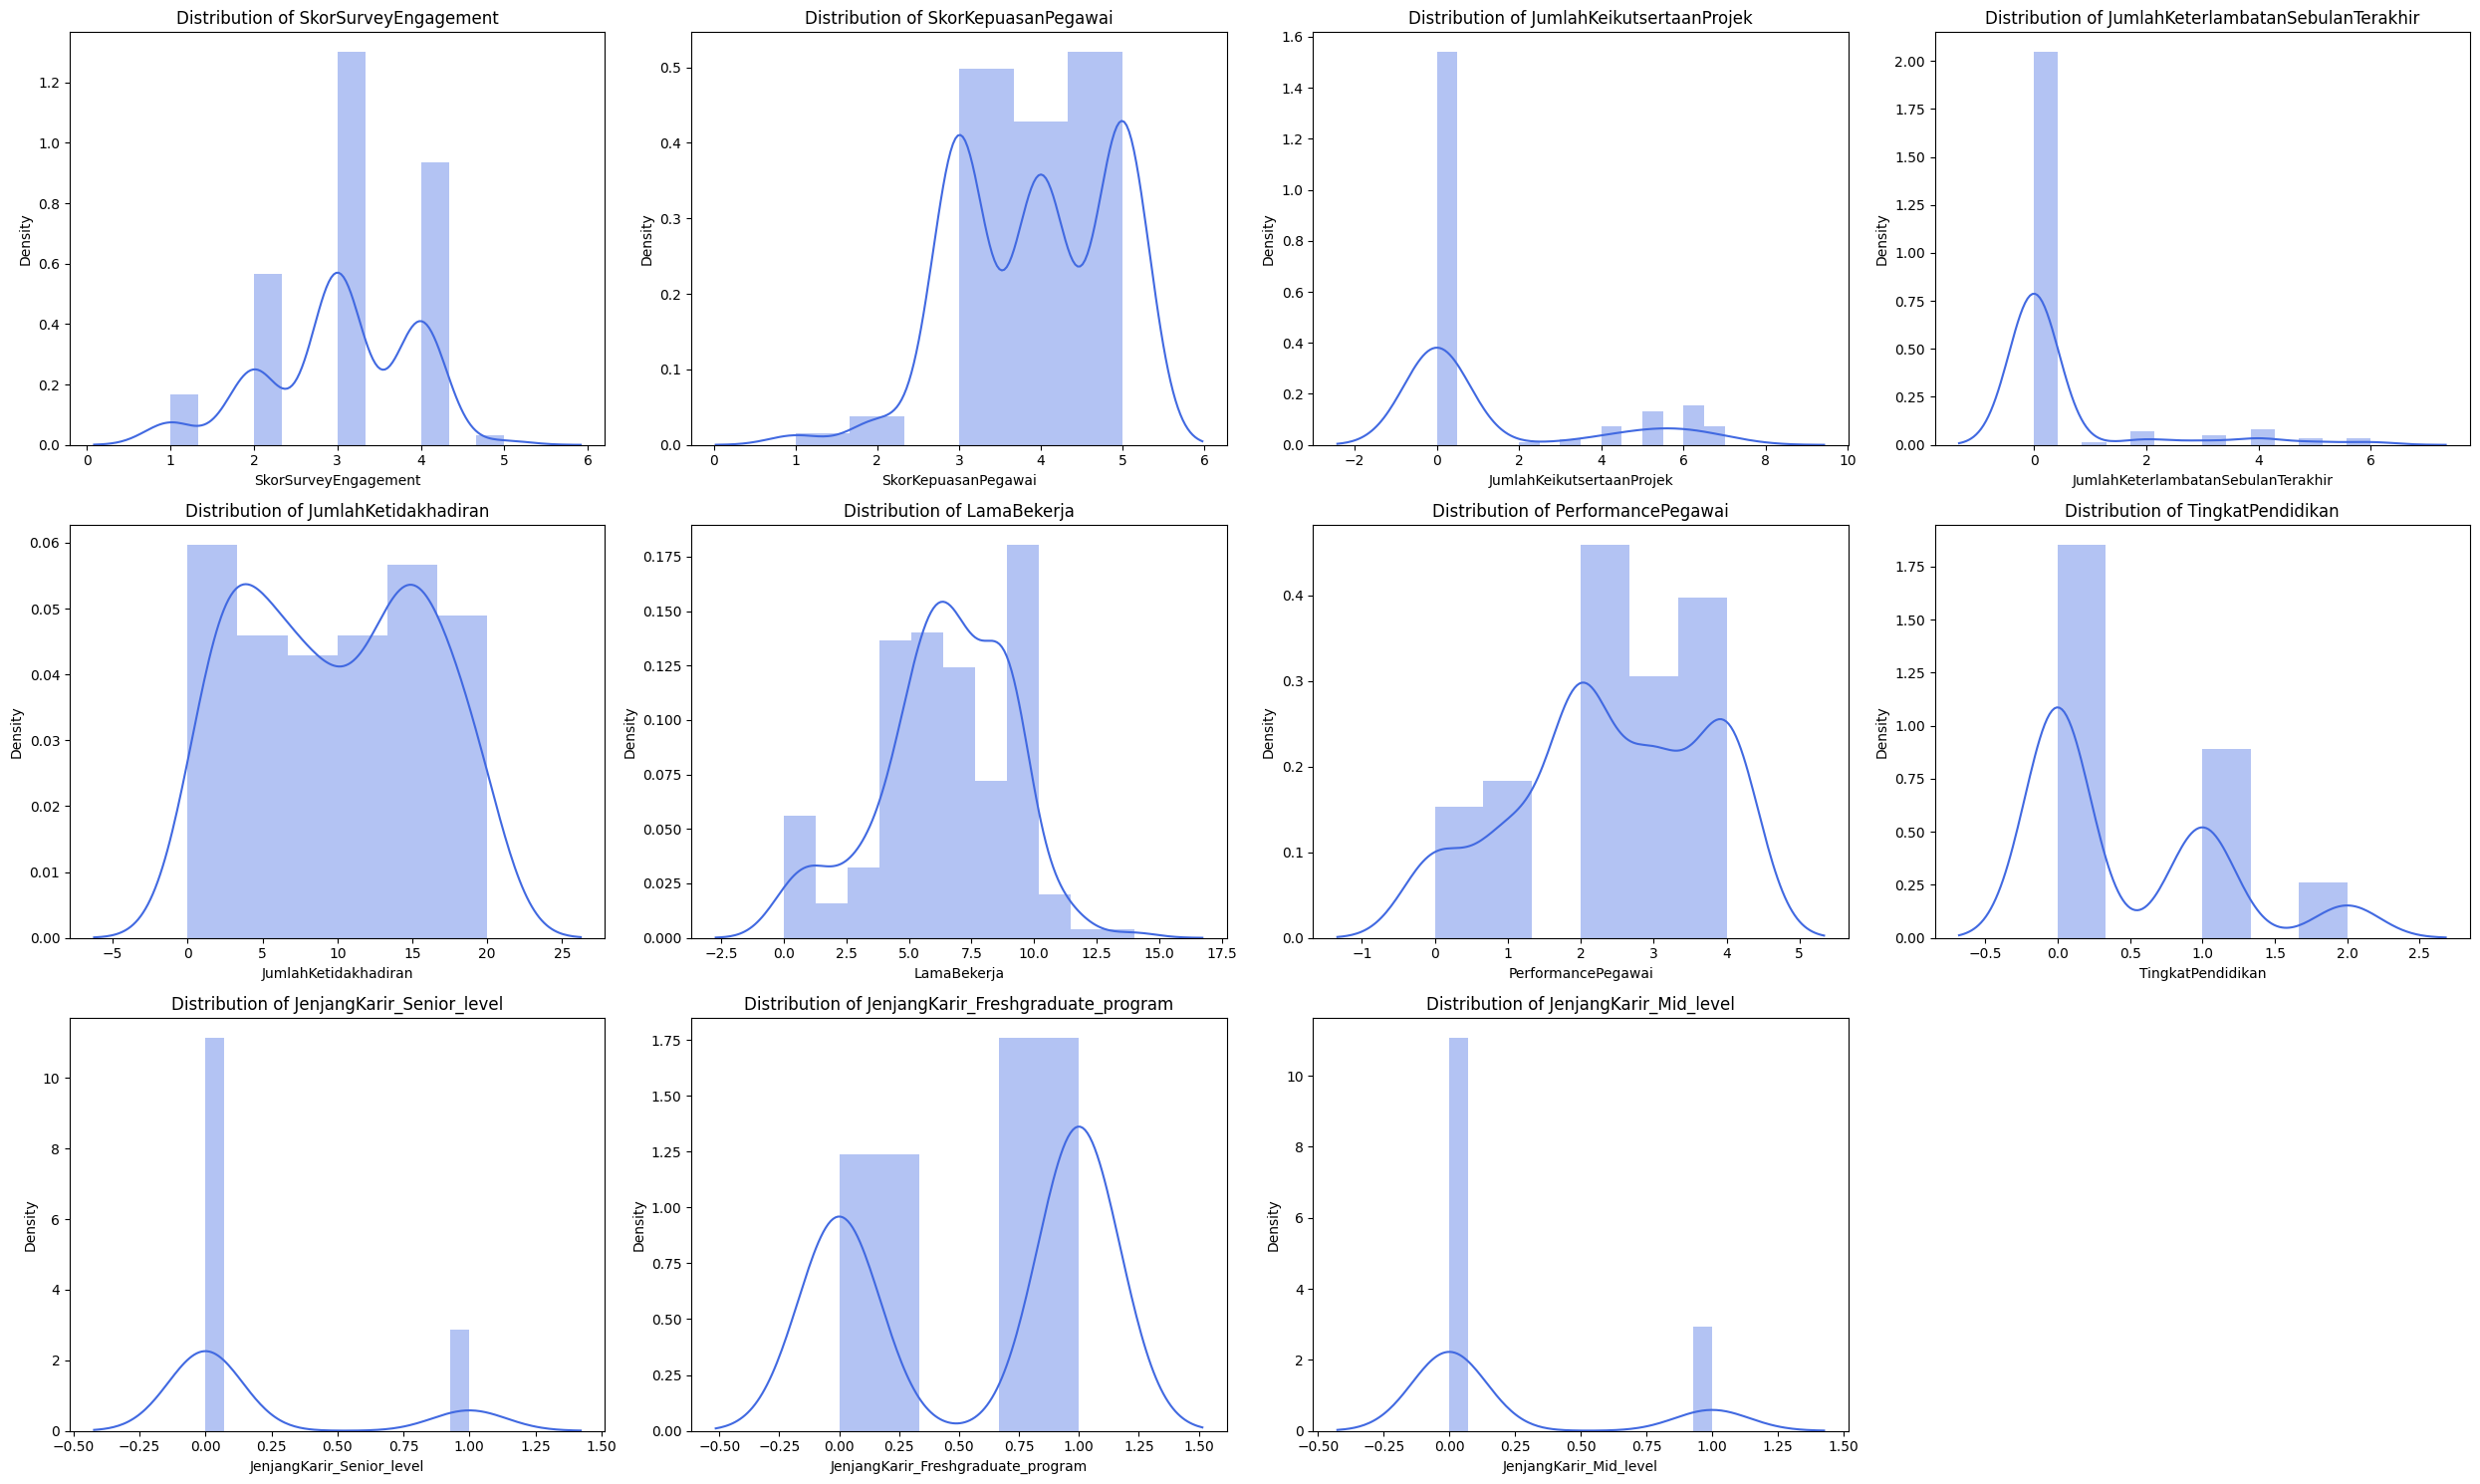 Distribution of SkorSurveyEngagement
Density
1.2
1.0
0.8
0.6
0.4
0.2
0.0
0 1 2 3 4 5 6
SkorSurveyEngagement
Distribution of SkorKepuasanPegawai
Density
0.5
0.4
0.3
0.2
0.1
0.0
0 1 2 3 4 5 6
SkorKepuasanPegawai
Distribution of JumlahKeikutsertaanProjek
Density
1.6
1.4
1.2
1.0
0.8
0.6
0.4
0.2
0.0
−2 0 2 4 6 8 10
JumlahKeikutsertaanProjek
Distribution of JumlahKeterlambatanSebulanTerakhir
Density
2.00
1.75
1.50
1.25
1.00
0.75
0.50
0.25
0.00
0 2 4 6
JumlahKeterlambatanSebulanTerakhir
Distribution of JumlahKetidakhadiran
Density
0.06
0.05
0.04
0.03
0.02
0.01
0.00
−5 0 5 10 15 20 25
JumlahKetidakhadiran
Distribution of LamaBekerja
Density
0.175
0.150
0.125
0.100
0.075
0.050
0.025
0.000
−2.5 0.0 2.5 5.0 7.5 10.0 12.5 15.0 17.5
LamaBekerja
Distribution of PerformancePegawai
Density
0.4
0.3
0.2
0.1
0.0
−1 0 1 2 3 4 5
PerformancePegawai
Distribution of TingkatPendidikan
Density
1.75
1.50
1.25
1.00
0.75
0.50
0.25
0.00
−0.5 0.0 0.5 1.0 1.5 2.0 2.5
TingkatPendidikan
Distribution of JenjangKarir_Senior_level
Density
10
8
6
4
2
0
−0.50 −0.25 0.00 0.25 0.50 0.75 1.00 1.25 1.50
JenjangKarir_Senior_level
Distribution of JenjangKarir_Freshgraduate_program
Density
1.75
1.50
1.25
1.00
0.75
0.50
0.25
0.00
−0.50 −0.25 0.00 0.25 0.50 0.75 1.00 1.25 1.50
JenjangKarir_Freshgraduate_program
Distribution of JenjangKarir_Mid_level
Density
10
8
6
4
2
0
−0.50 −0.25 0.00 0.25 0.50 0.75 1.00 1.25 1.50
JenjangKarir_Mid_level